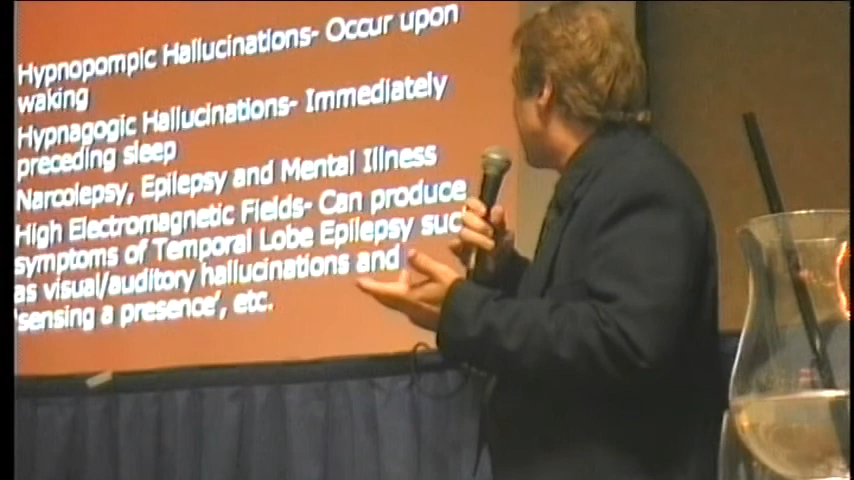 Hypnopompic Hallucinations- Occur upon
waking
Hypnagogic Hallucinations- Immediately
preceding sleep
Narcolepsy, Epilepsy and Mental Illness
High Electromagnetic Fields- Can produce
symptoms of Temporal Lobe Epilepsy such
as visual/auditory hallucinations and
'sensing a presence', etc.